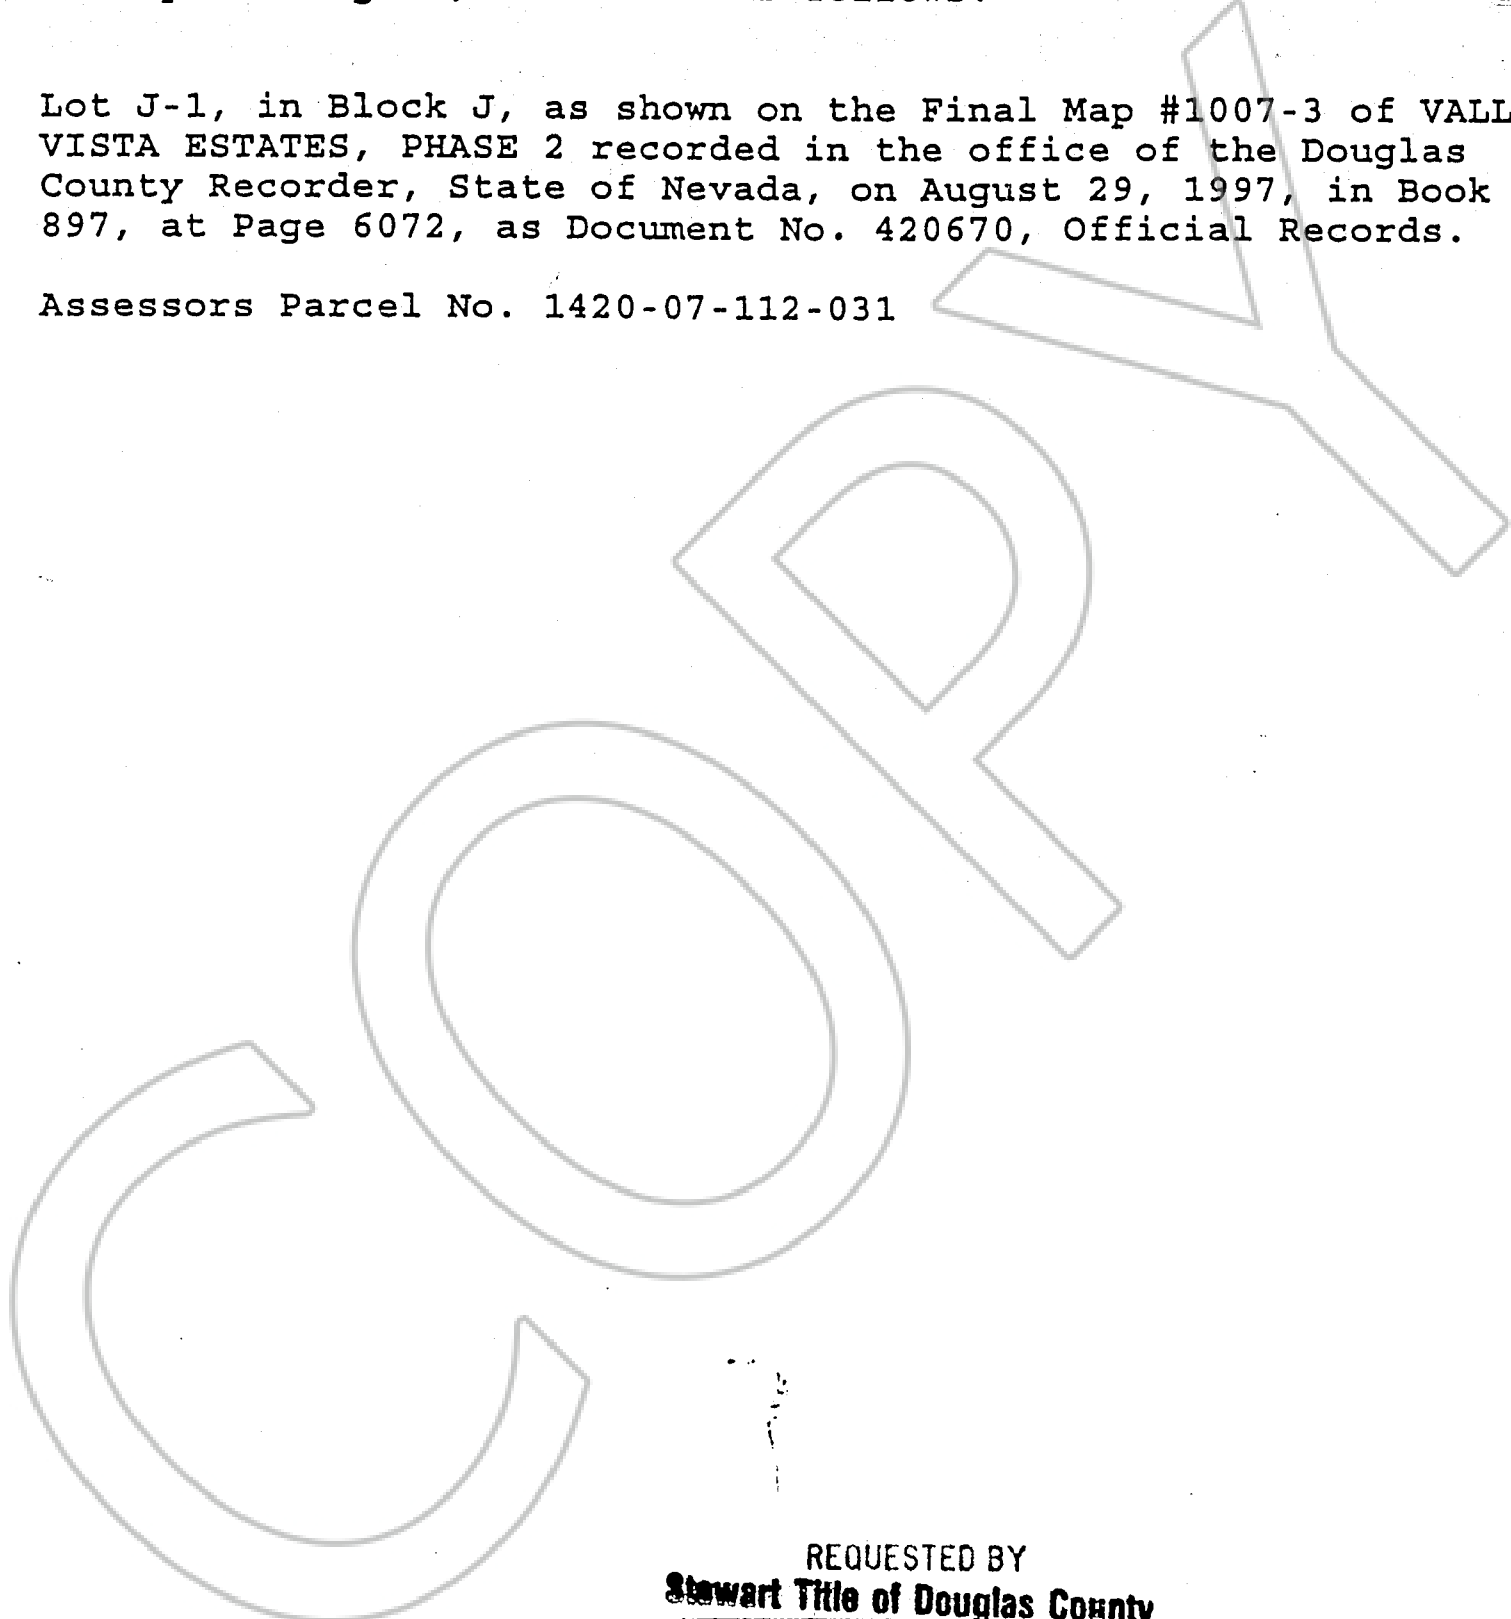 Lot J-1, in Block J, as shown on the Final Map #1007-3 of VALL
VISTA ESTATES, PHASE 2 recorded in the office of the Douglas
County Recorder, State of Nevada, on August 29, 1997, in Book
897, at Page 6072, as Document No. 420670, Official Records.
Assessors Parcel No. 1420-07-112-031
COPY
REQUESTED BY
Stewart Title of Douglas County